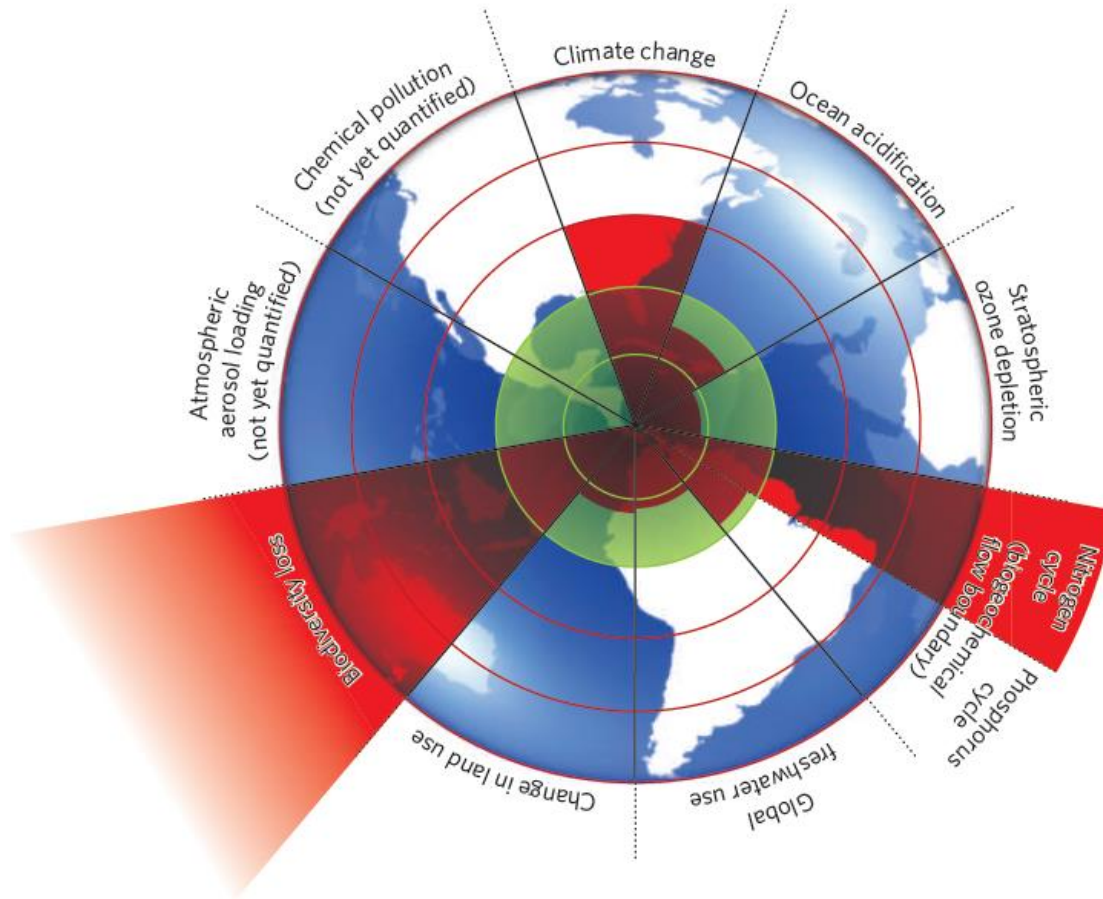 Climate change
Ocean acidification
Stratospheric
ozone depletion
Nitrogen
cycle
(biogeochemical
flow boundary)
Phosphorus
cycle
Global
freshwater use
Change in land use
Biodiversity loss
Atmospheric
aerosol loading
(not yet quantified)
Chemical pollution
(not yet quantified)